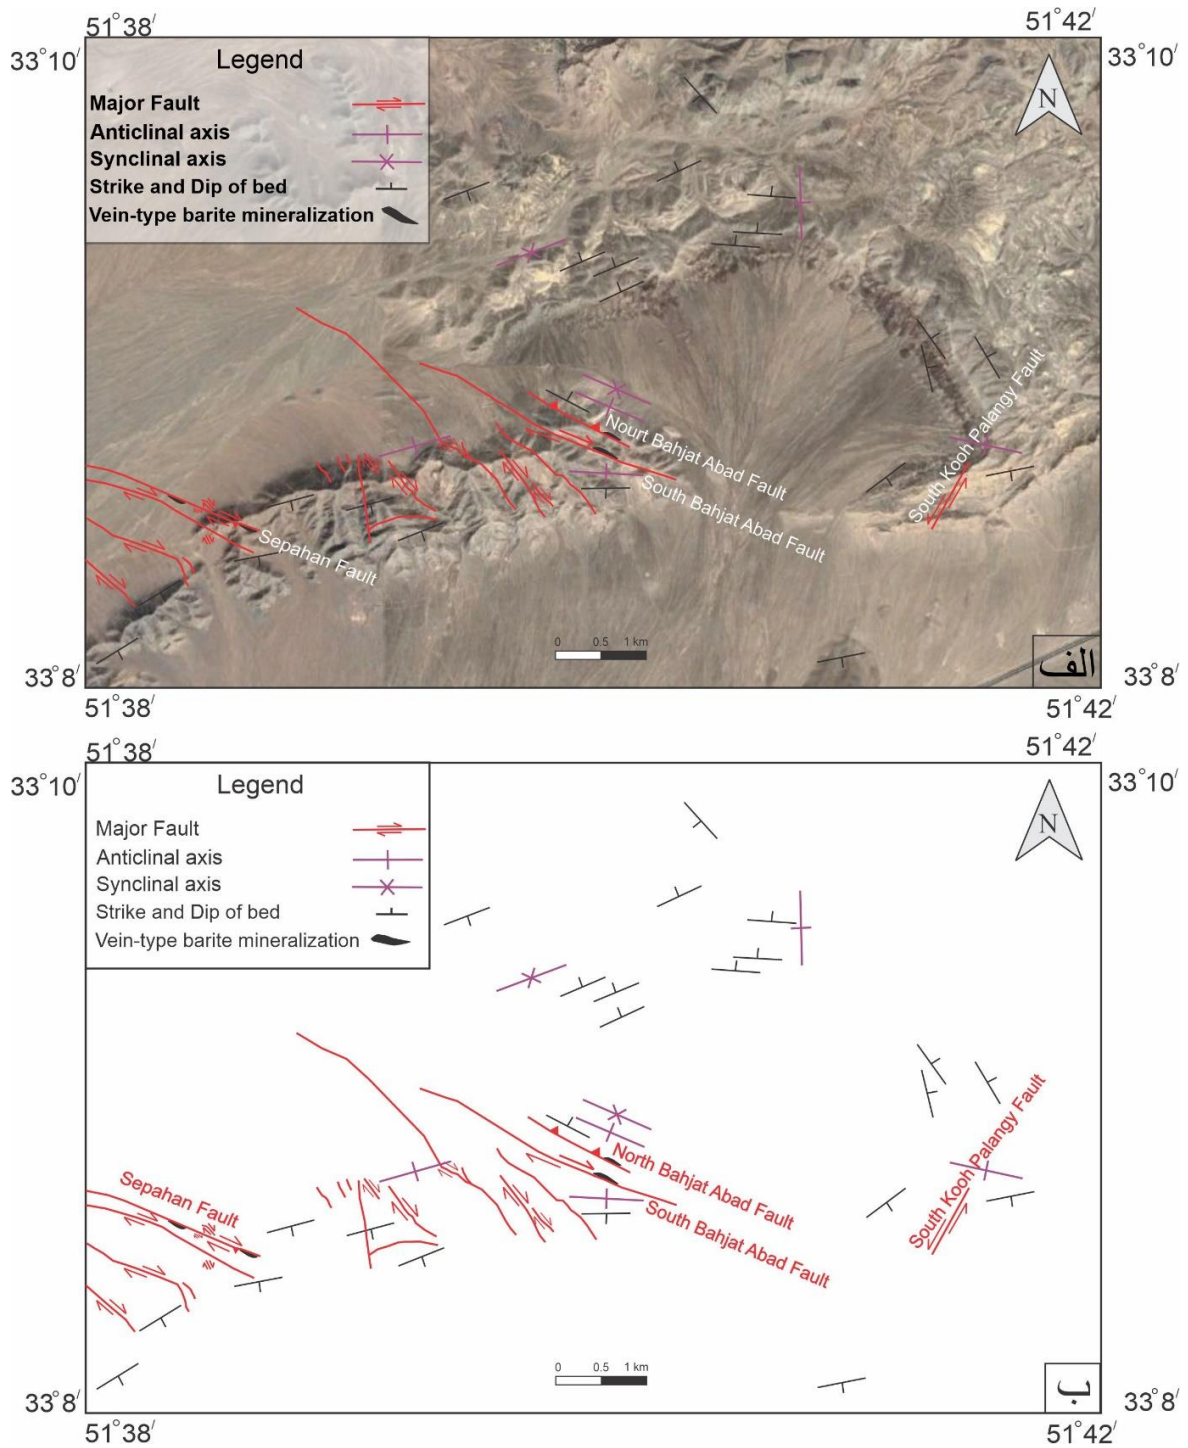 51°38/
51°42/
33°10/
33°10/
Legend
Major Fault
Anticlinal axis
Synclinal axis
Strike and Dip of bed
Vein-type barite mineralization
N
Nourt Bahjat Abad Fault
South Bahjat Abad Fault
South Kooh Palangy Fault
Sepahan Fault
0 0.5 1 km
الف
33°8/
33°8/
51°38/
51°42/
51°38/
51°42/
33°10/
33°10/
Legend
Major Fault
Anticlinal axis
Synclinal axis
Strike and Dip of bed
Vein-type barite mineralization
N
North Bahjat Abad Fault
South Bahjat Abad Fault
South Kooh Palangy Fault
Sepahan Fault
0 0.5 1 km
ب
33°8/
33°8/
51°38/
51°42/